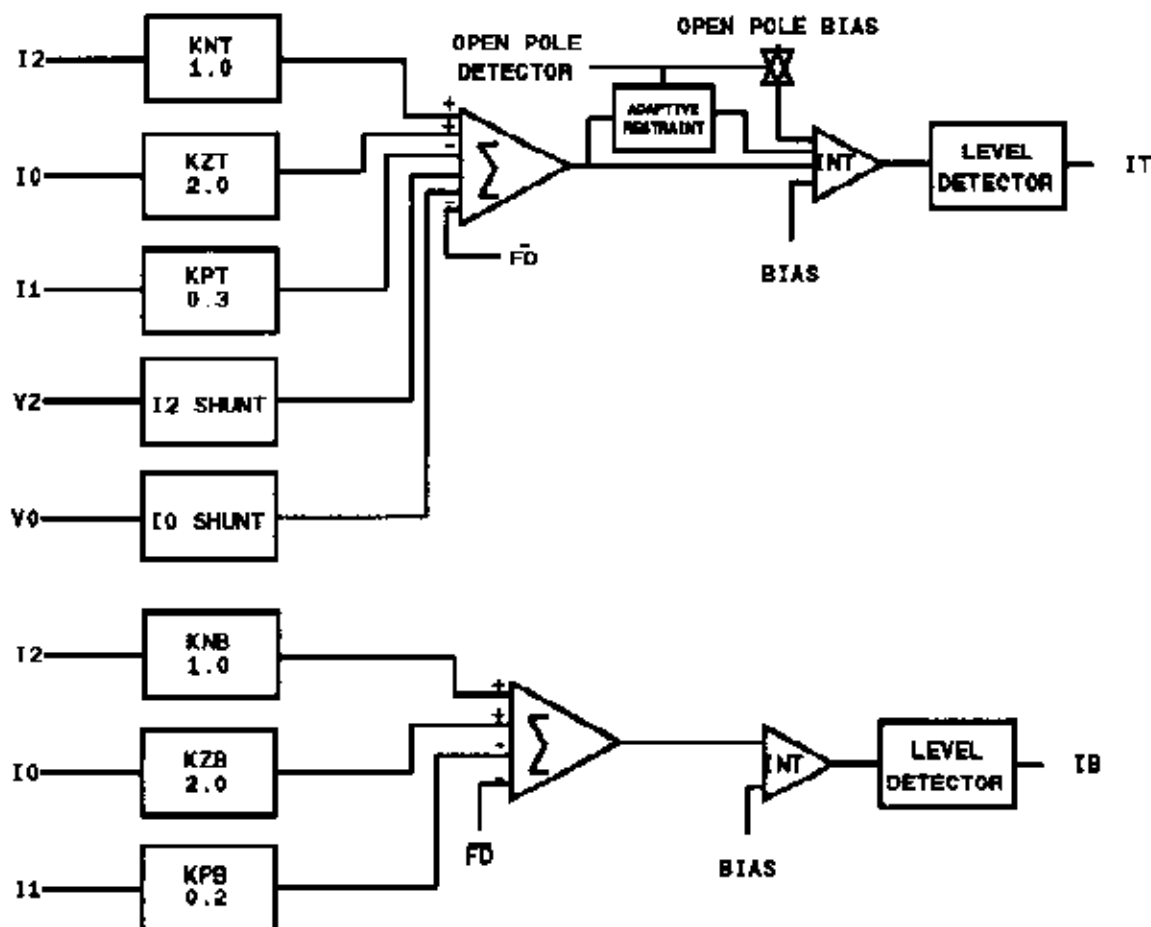 I2
KNT
1.0
OPEN POLE
DETECTOR
OPEN POLE BIAS
ADAPTIVE
RESTRAINT
I0
KZT
2.0
+
+
-
-
Σ
INT
LEVEL
DETECTOR
IT
F̄D̄
BIAS
I1
KPT
0.3
V2
I2 SHUNT
V0
I0 SHUNT
I2
KNB
1.0
+
+
-
-
Σ
I0
KZB
2.0
INT
LEVEL
DETECTOR
IB
F̄D̄
BIAS
I1
KPB
0.2